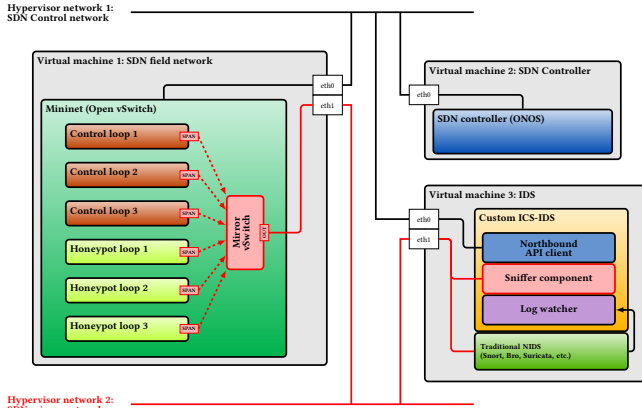 Hypervisor network 1:
SDN Control network
Virtual machine 1: SDN field network
eth0
eth1
Mininet (Open vSwitch)
Control loop 1
SPAN
Control loop 2
SPAN
Control loop 3
SPAN
Honeypot loop 1
SPAN
Honeypot loop 2
SPAN
Honeypot loop 3
SPAN
Mirror
vSwitch
OUT
Virtual machine 2: SDN Controller
eth0
SDN controller (ONOS)
Virtual machine 3: IDS
eth0
eth1
Custom ICS-IDS
Northbound
API client
Sniffer component
Log watcher
Traditional NIDS
(Snort, Bro, Suricata, etc.)
Hypervisor network 2: